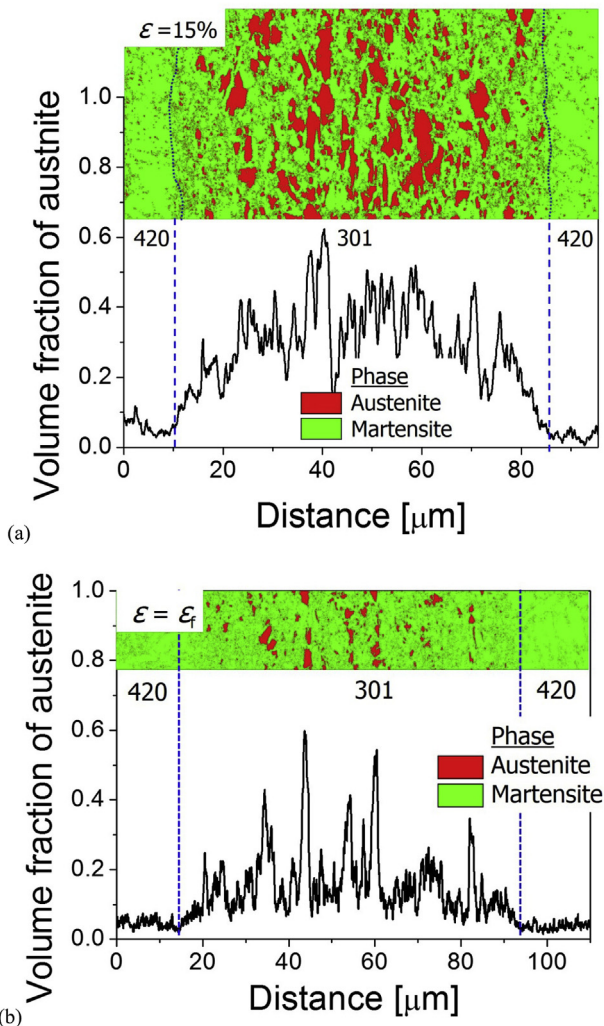 ε =15%
1.0
0.8
0.6
0.4
0.2
0.0
Volume fraction of austnite
420
301
420
Phase
Austenite
Martensite
0
20
40
60
80
Distance [μm]
(a)
ε = εf
1.0
0.8
0.6
0.4
0.2
0.0
Volume fraction of austenite
420
301
420
Phase
Austenite
Martensite
0
20
40
60
80
100
Distance [μm]
(b)